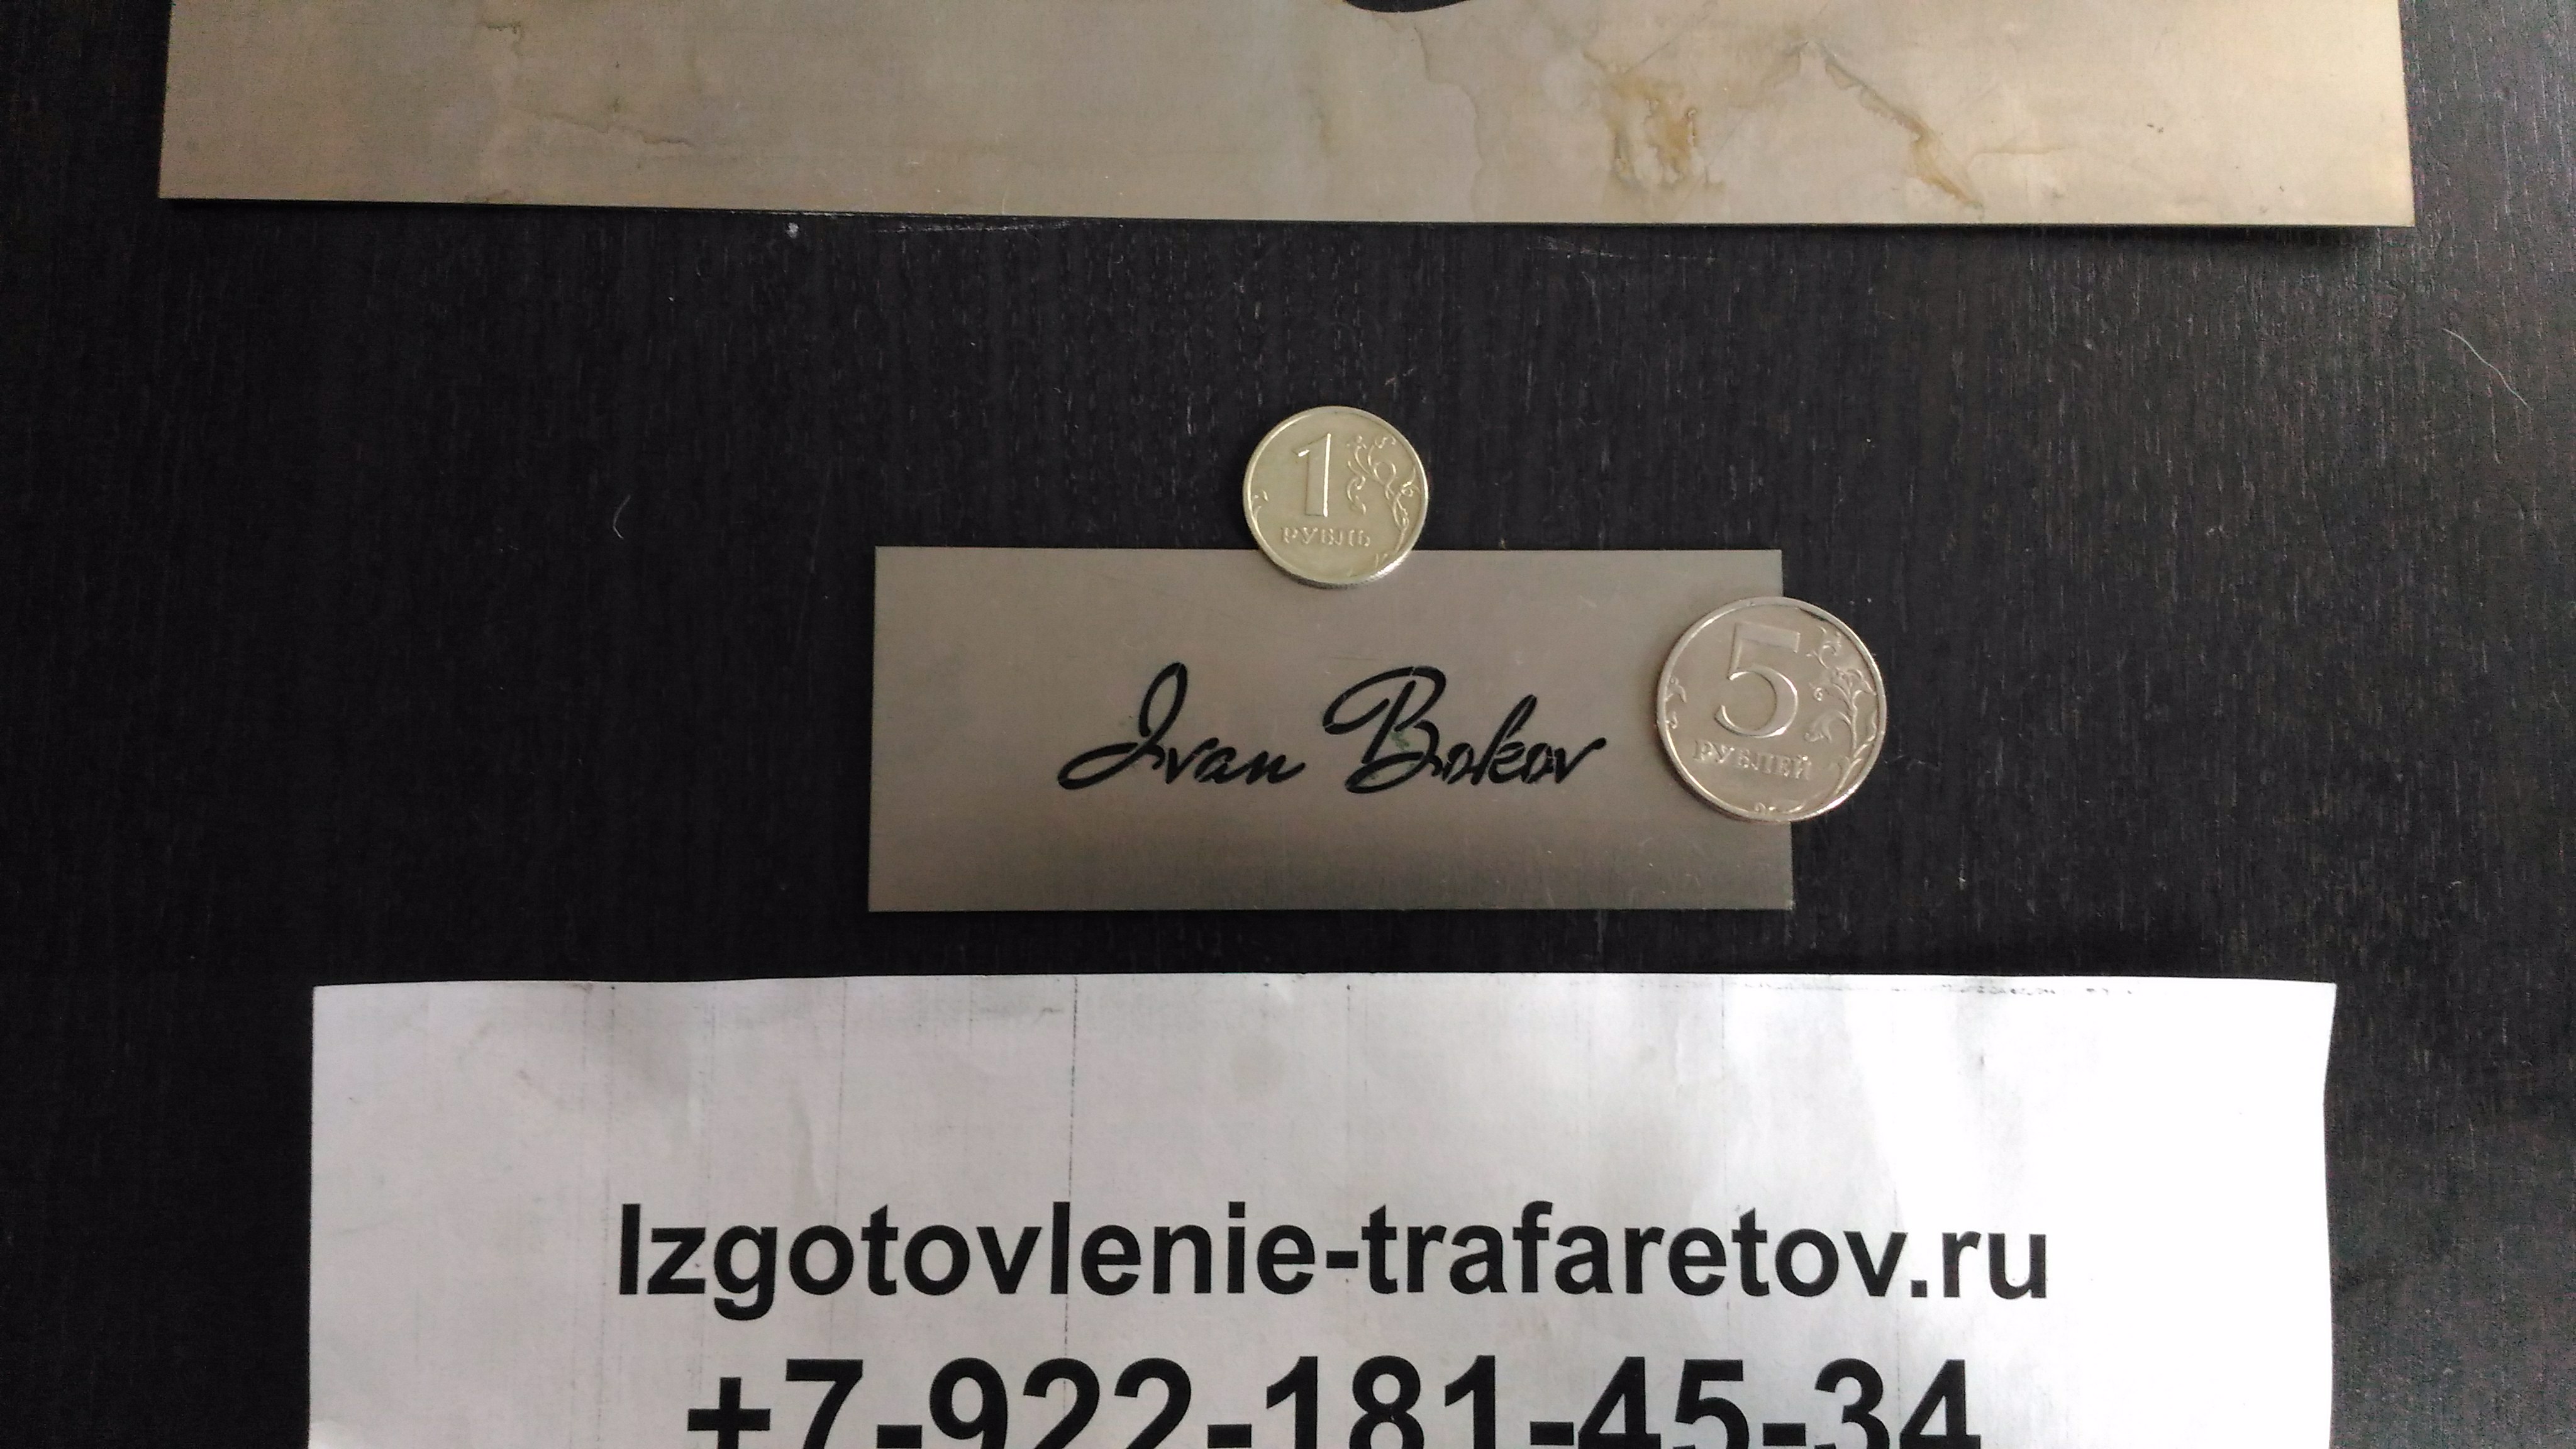 1
РУБЛЬ
Ivan Bokov
5
РУБЛЕЙ
Izgotovlenie-trafaretov.ru
+7-922-181-45-34